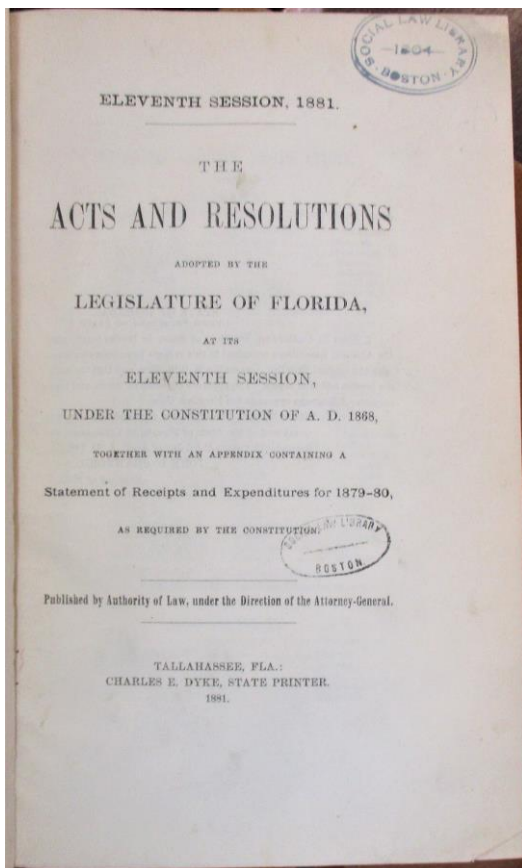 SOCIAL LAW LIBRARY
1804
BOSTON
ELEVENTH SESSION, 1881.
THE
ACTS AND RESOLUTIONS
ADOPTED BY THE
LEGISLATURE OF FLORIDA,
AT ITS
ELEVENTH SESSION,
UNDER THE CONSTITUTION OF A. D. 1868,
TOGETHER WITH AN APPENDIX CONTAINING A
Statement of Receipts and Expenditures for 1879-80,
AS REQUIRED BY THE CONSTITUTION.
LIBRARY
BOSTON
Published by Authority of Law, under the Direction of the Attorney-General.
TALLAHASSEE, FLA.:
CHARLES E. DYKE, STATE PRINTER.
1881.